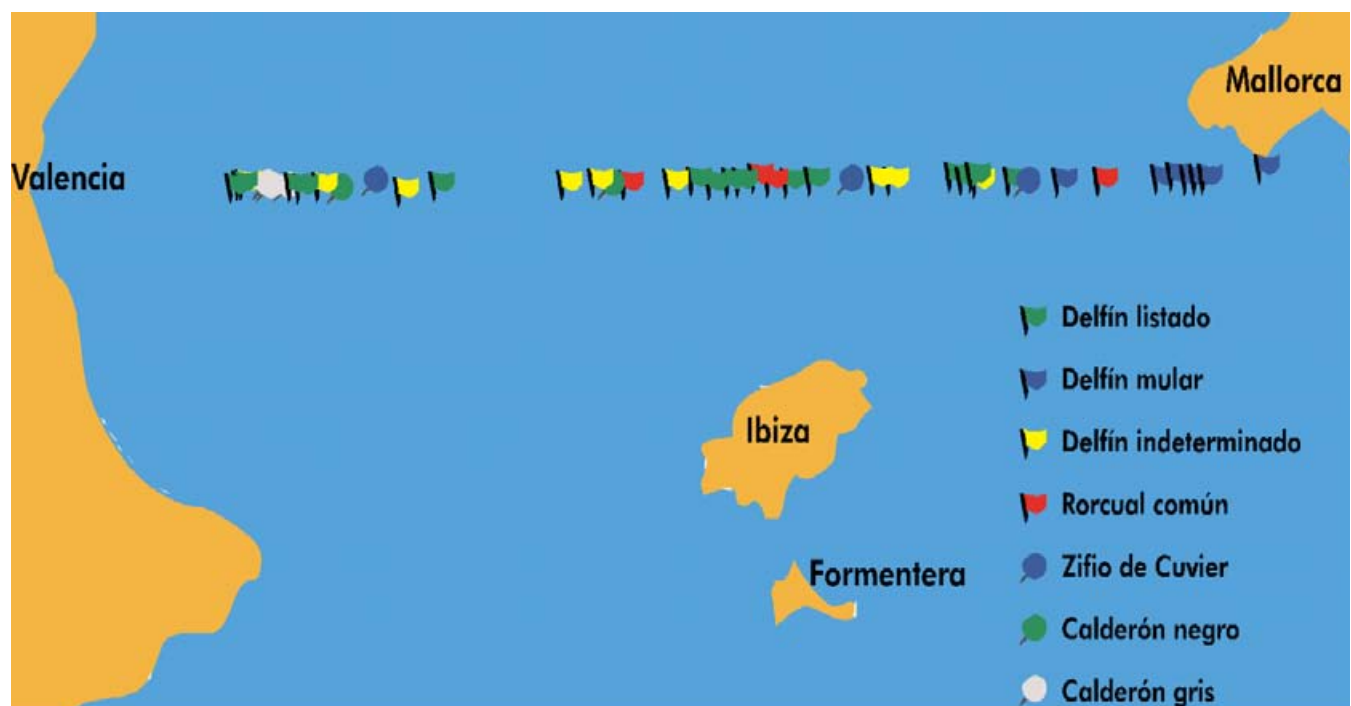 Mallorca
Valencia
Delfín listado
Delfín mular
Ibiza
Delfín indeterminado
Rorcual común
Formentera
Zifio de Cuvier
Calderón negro
Calderón gris